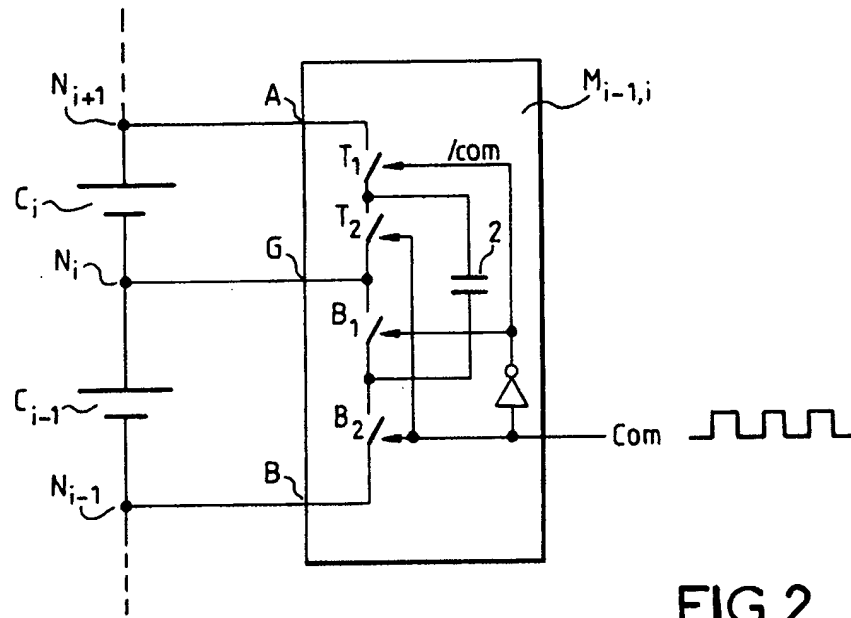 N_{i+1}
A
M_{i-1,i}
T_1
/com
C_i
T_2
2
G
N_i
B_1
C_{i-1}
B_2
Com
N_{i-1}
B
FIG.2